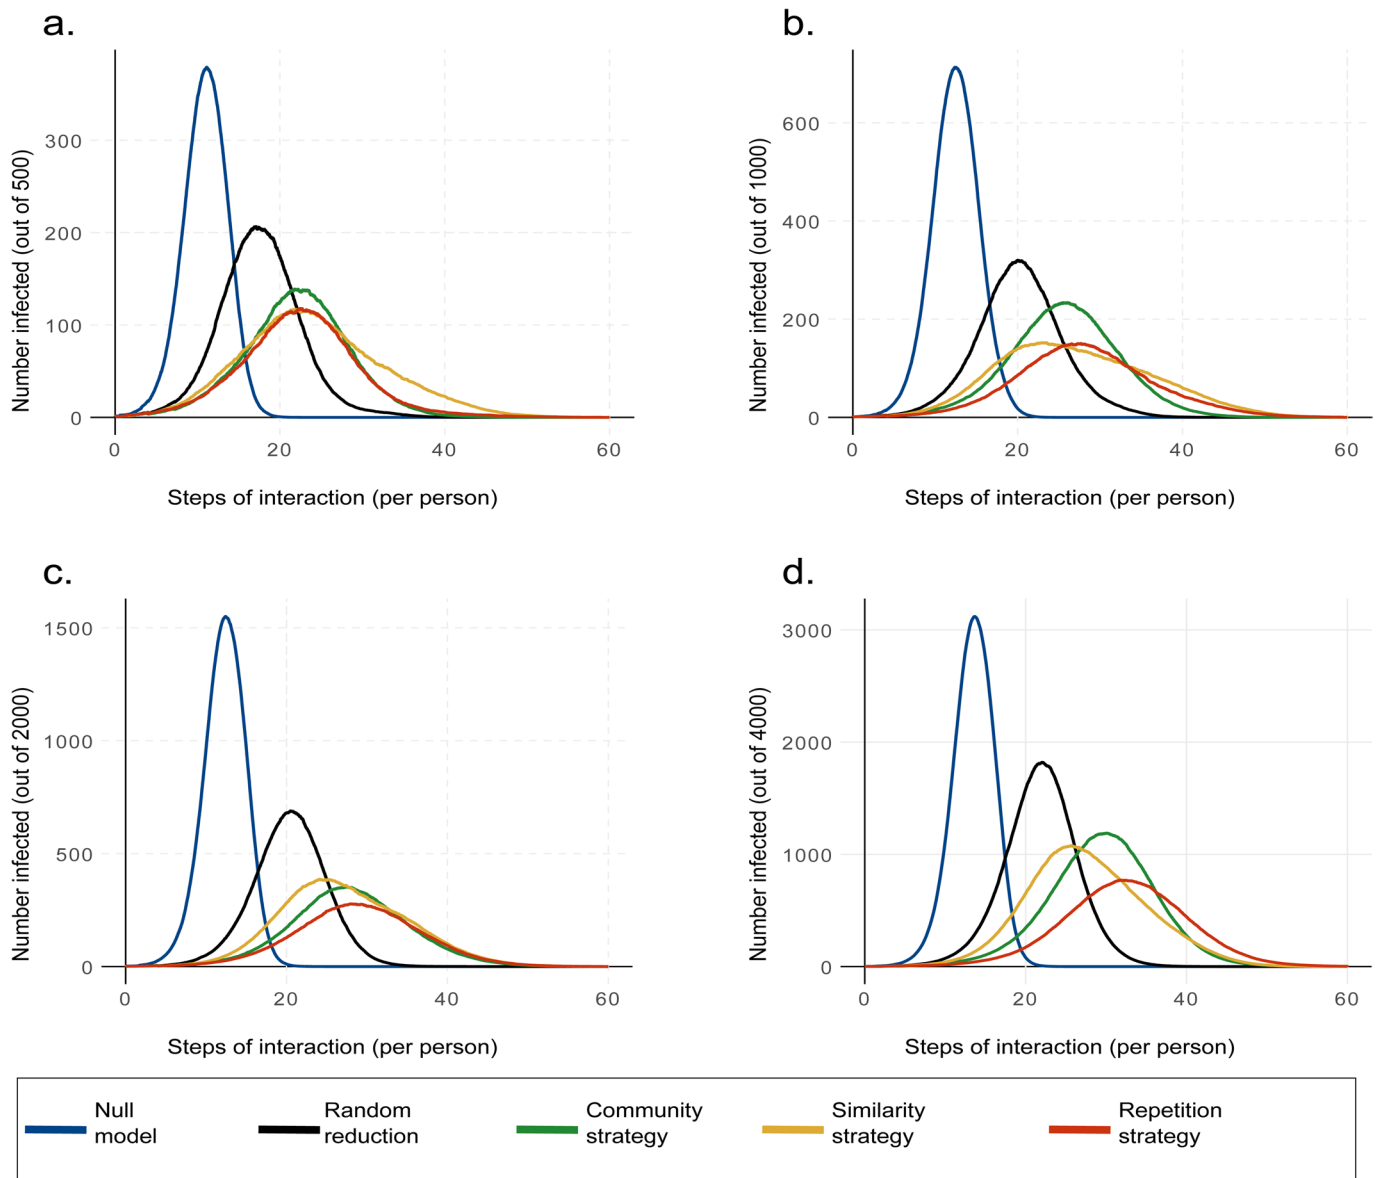 a.
Number infected (out of 500)
300
200
100
0
0 20 40 60
Steps of interaction (per person)
b.
Number infected (out of 1000)
600
400
200
0
0 20 40 60
Steps of interaction (per person)
c.
Number infected (out of 2000)
1500
1000
500
0
0 20 40 60
Steps of interaction (per person)
d.
Number infected (out of 4000)
3000
2000
1000
0
0 20 40 60
Steps of interaction (per person)
Null
model
Random
reduction
Community
strategy
Similarity
strategy
Repetition
strategy